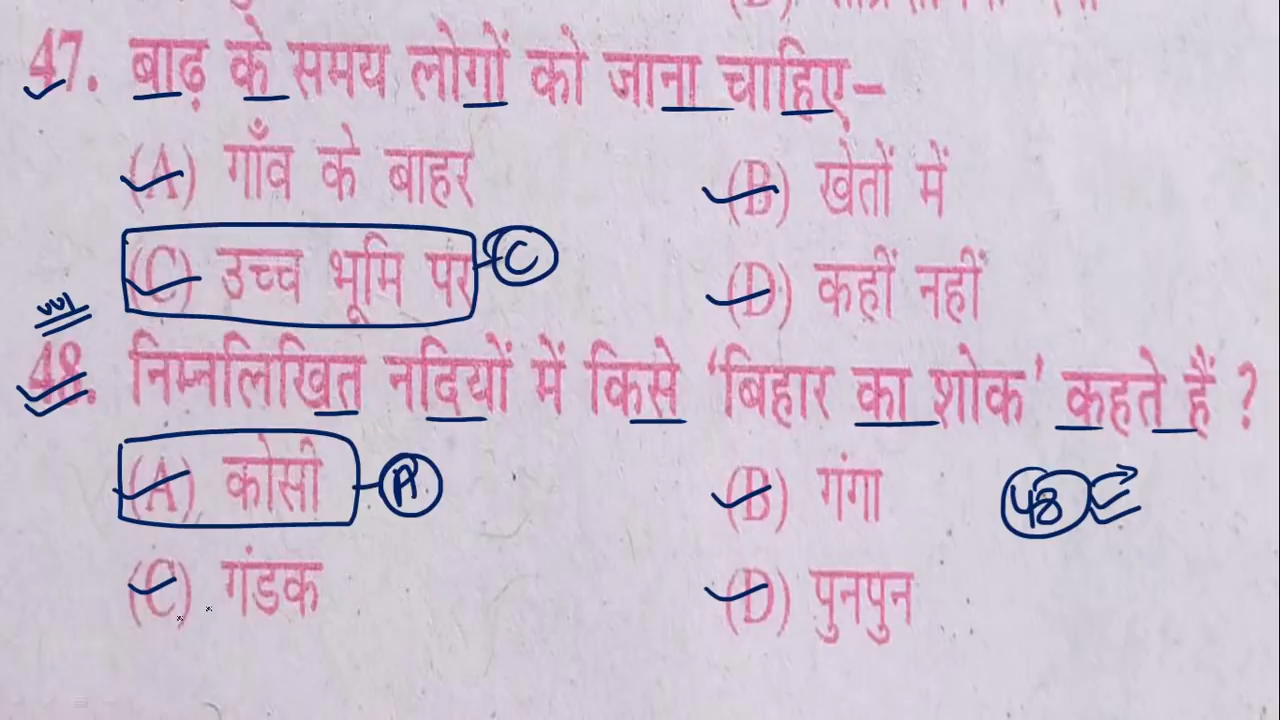 47. बाढ़ के समय लोगों को जाना चाहिए–
(A) गाँव के बाहर (B) खेतों में
(C) उच्च भूमि पर C (D) कहीं नहीं
48. निम्नलिखित नदियों में किसे 'बिहार का शोक' कहते हैं ?
(A) कोसी A (B) गंगा 48
(C) गंडक (D) पुनपुन